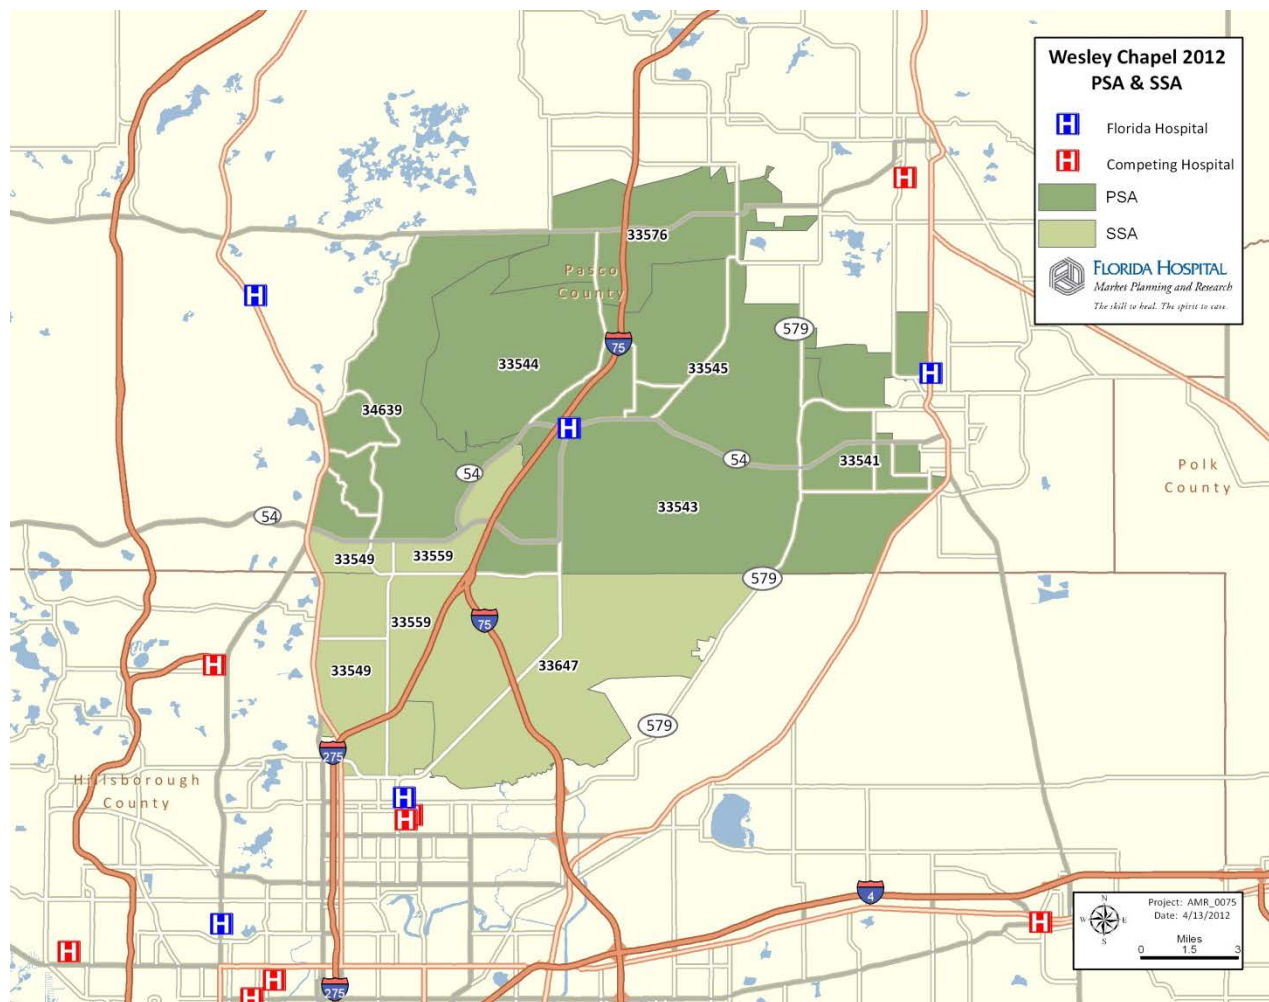 Wesley Chapel 2012
PSA & SSA
H Florida Hospital
H Competing Hospital
PSA
SSA
FLORIDA HOSPITAL
Market Planning and Research
The skill to heal. The spirit to care.
H
33576
Pasco
County
H
579
75
33544
33545
H
34639
H
54
54
33541
Polk
County
33543
54
33549
33559
579
33559
75
H
33549
33647
579
275
Hillsborough
County
H
H
4
H
H
H
H
H
275
N
W E
S
Project: AMR_0075
Date: 4/13/2012
Miles
0 1.5 3